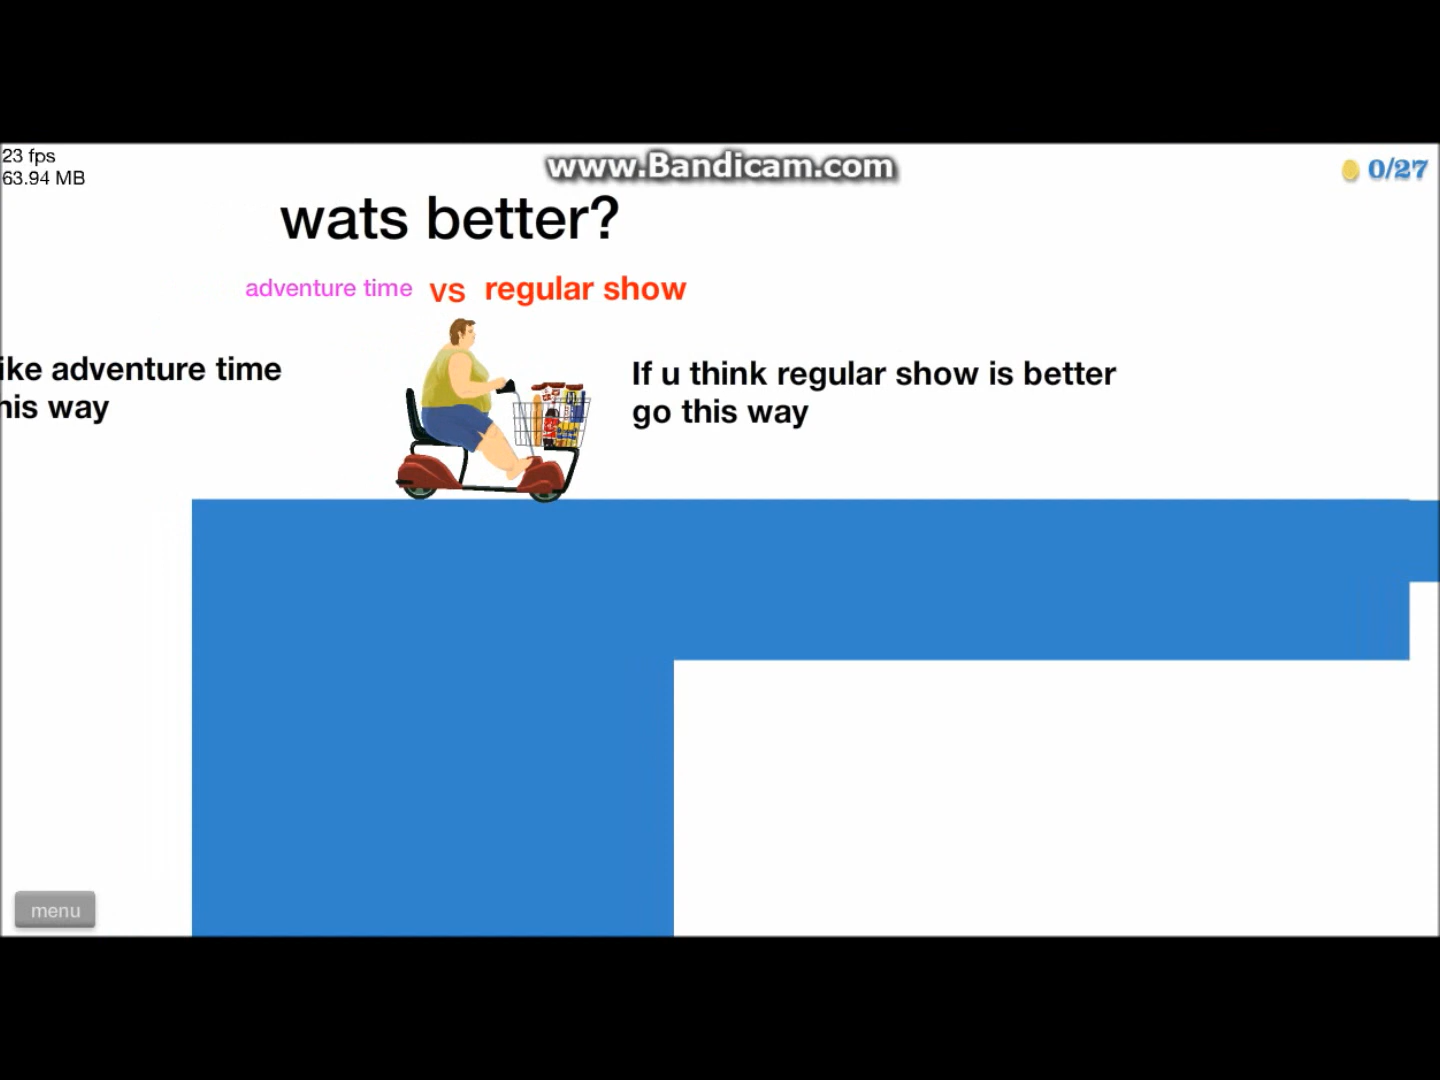 23 fps
63.94 MB
www.Bandicam.com
0/27
wats better?
adventure time vs regular show
ike adventure time
his way
If u think regular show is better
go this way
menu